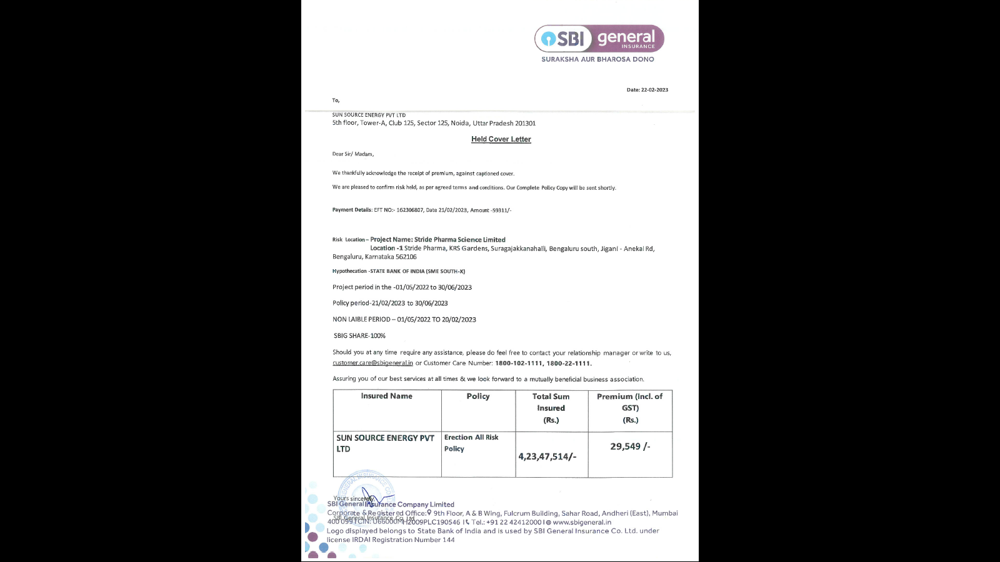 SBI general
INSURANCE
SURAKSHA AUR BHAROSA DONO
Date: 22-02-2023
To,
SUN SOURCE ENERGY PVT LTD
5th floor, Tower-A, Club 125, Sector 125, Noida, Uttar Pradesh 201301
Held Cover Letter
Dear Sir/ Madam,
We thankfully acknowledge the receipt of premium, against captioned cover.
We are pleased to confirm risk held, as per agreed terms and conditions. Our Complete Policy Copy will be sent shortly.
Payment Details: EFT NO:- 162306807, Date 21/02/2023, Amount -59311/-
Risk Location – Project Name: Stride Pharma Science Limited
Location -1 Stride Pharma, KRS Gardens, Suragajakkanahalli, Bengaluru south, Jigani - Anekal Rd,
Bengaluru, Karnataka 562106
Hypothecation -STATE BANK OF INDIA (SME SOUTH-X)
Project period in the -01/05/2022 to 30/06/2023
Policy period-21/02/2023 to 30/06/2023
NON LAIBLE PERIOD – 01/05/2022 TO 20/02/2023
SBIG SHARE-100%
Should you at any time require any assistance, please do feel free to contact your relationship manager or write to us,
customer.care@sbigeneral.in or Customer Care Number: 1800-102-1111, 1800-22-1111.
Assuring you of our best services at all times & we look forward to a mutually beneficial business association.
Insured Name Policy Total Sum Insured (Rs.) Premium (Incl. of GST) (Rs.)
SUN SOURCE ENERGY PVT LTD Erection All Risk Policy 4,23,47,514/- 29,549 /-
Yours sincerely,
SBI General Insurance Company Limited
Corporate & Registered Office: 9th Floor, A & B Wing, Fulcrum Building, Sahar Road, Andheri (East), Mumbai
SBI General Insurance Co. Ltd.
400 099 | CIN: U66000MH2009PLC190546 | Tel.: +91 22 42412000 | www.sbigeneral.in
Logo displayed belongs to State Bank of India and is used by SBI General Insurance Co. Ltd. under
license IRDAI Registration Number 144